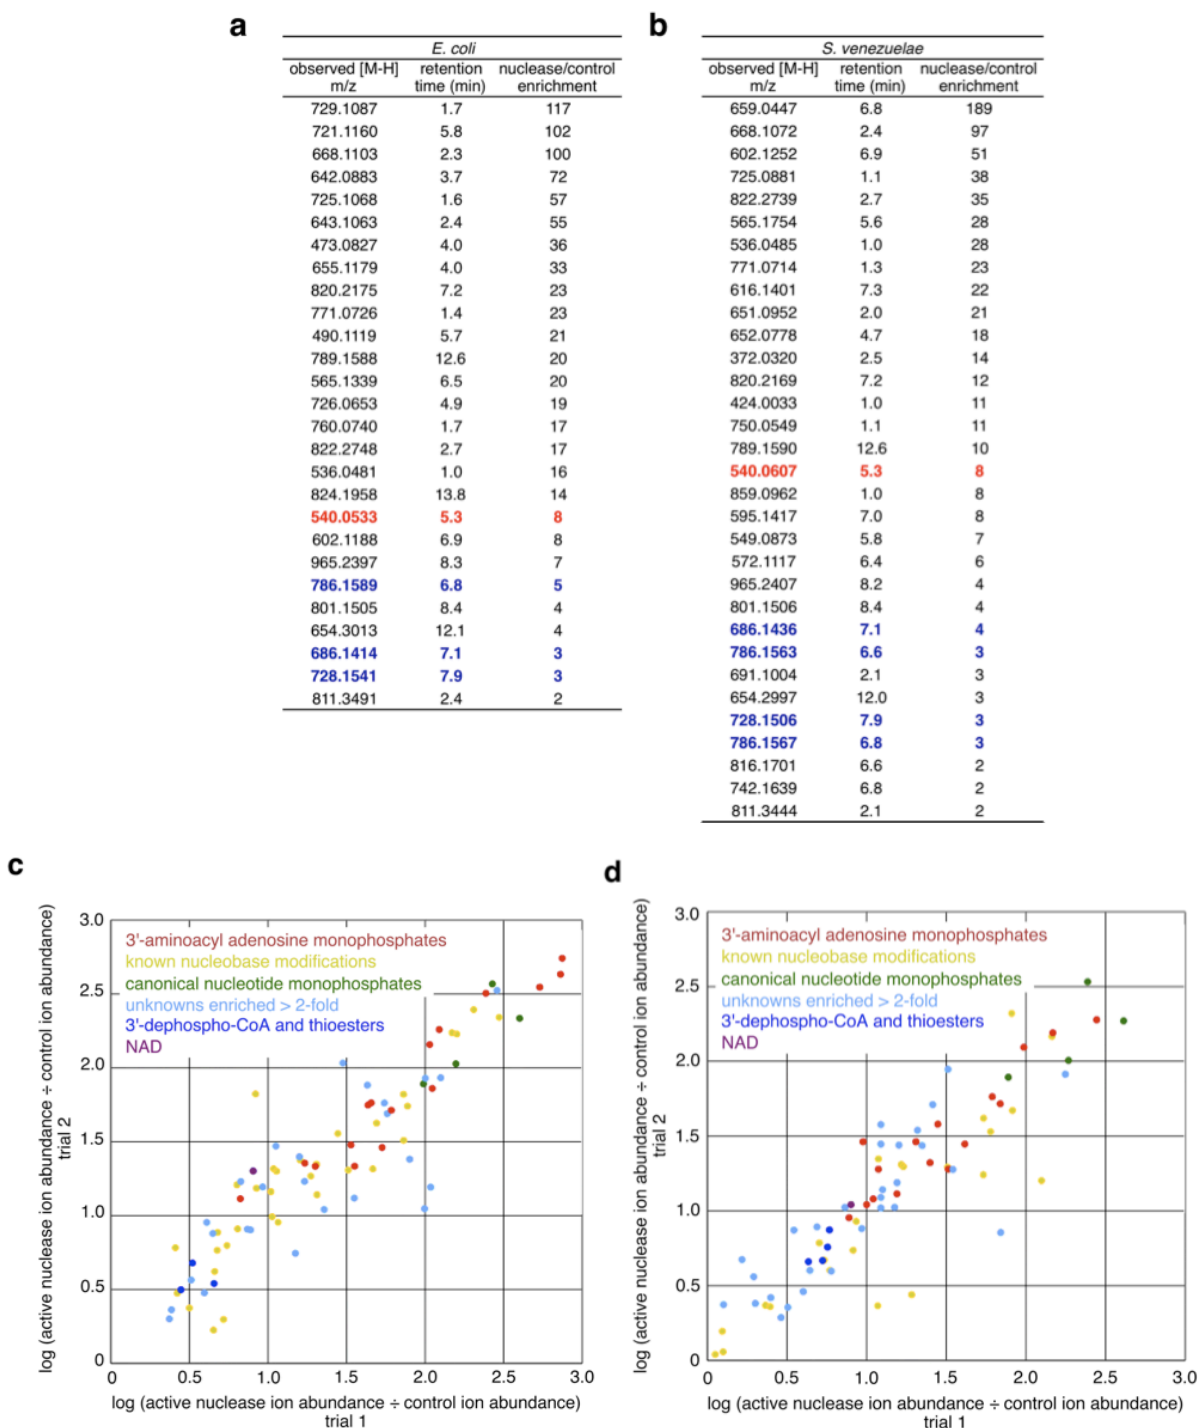 a
E. coli
observed [M-H] retention nuclease/control
m/z time (min) enrichment
729.1087 1.7 117
721.1160 5.8 102
668.1103 2.3 100
642.0883 3.7 72
725.1068 1.6 57
643.1063 2.4 55
473.0827 4.0 36
655.1179 4.0 33
820.2175 7.2 23
771.0726 1.4 23
490.1119 5.7 21
789.1588 12.6 20
565.1339 6.5 20
726.0653 4.9 19
760.0740 1.7 17
822.2748 2.7 17
536.0481 1.0 16
824.1958 13.8 14
540.0533 5.3 8
602.1188 6.9 8
965.2397 8.3 7
786.1589 6.8 5
801.1505 8.4 4
654.3013 12.1 4
686.1414 7.1 3
728.1541 7.9 3
811.3491 2.4 2
b
S. venezuelae
observed [M-H] retention nuclease/control
m/z time (min) enrichment
659.0447 6.8 189
668.1072 2.4 97
602.1252 6.9 51
725.0881 1.1 38
822.2739 2.7 35
565.1754 5.6 28
536.0485 1.0 28
771.0714 1.3 23
616.1401 7.3 22
651.0952 2.0 21
652.0778 4.7 18
372.0320 2.5 14
820.2169 7.2 12
424.0033 1.0 11
750.0549 1.1 11
789.1590 12.6 10
540.0607 5.3 8
859.0962 1.0 8
595.1417 7.0 8
549.0873 5.8 7
572.1117 6.4 6
965.2407 8.2 4
801.1506 8.4 4
686.1436 7.1 4
786.1563 6.6 3
691.1004 2.1 3
654.2997 12.0 3
728.1506 7.9 3
786.1567 6.8 3
816.1701 6.6 2
742.1639 6.8 2
811.3444 2.1 2
c
log (active nuclease ion abundance ÷ control ion abundance)
trial 2
3.0
2.5
2.0
1.5
1.0
0.5
0
3'-aminoacyl adenosine monophosphates
known nucleobase modifications
canonical nucleotide monophosphates
unknowns enriched > 2-fold
3'-dephospho-CoA and thioesters
NAD
0 0.5 1.0 1.5 2.0 2.5 3.0
log (active nuclease ion abundance ÷ control ion abundance)
trial 1
d
log (active nuclease ion abundance ÷ control ion abundance)
trial 2
3.0
2.5
2.0
1.5
1.0
0.5
0
3'-aminoacyl adenosine monophosphates
known nucleobase modifications
canonical nucleotide monophosphates
unknowns enriched > 2-fold
3'-dephospho-CoA and thioesters
NAD
0 0.5 1.0 1.5 2.0 2.5 3.0
log (active nuclease ion abundance ÷ control ion abundance)
trial 1